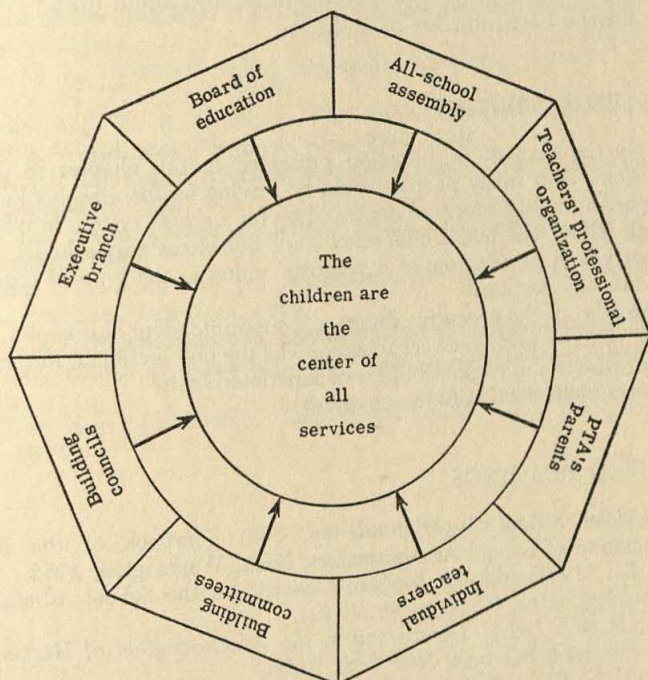 Board of
education
All-school
assembly
Teachers' professional
organization
PTA's
Parents
Individual
teachers
Building
committees
Building
councils
Executive
branch
The
children are
the
center of
all
services